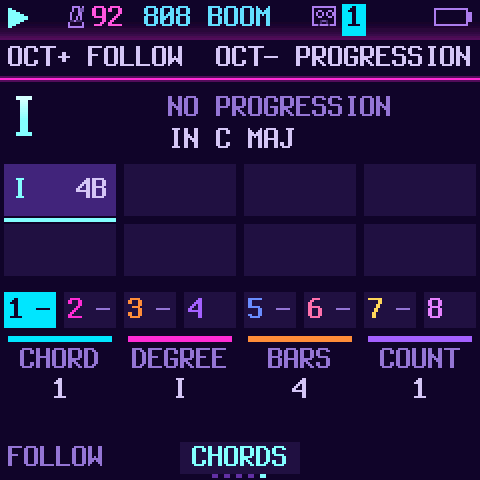 92 808 BOOM 1
OCT+ FOLLOW OCT- PROGRESSION
I NO PROGRESSION
IN C MAJ
I 4B
1 - 2 - 3 - 4 5 - 6 - 7 - 8
CHORD DEGREE BARS COUNT
1 I 4 1
FOLLOW CHORDS